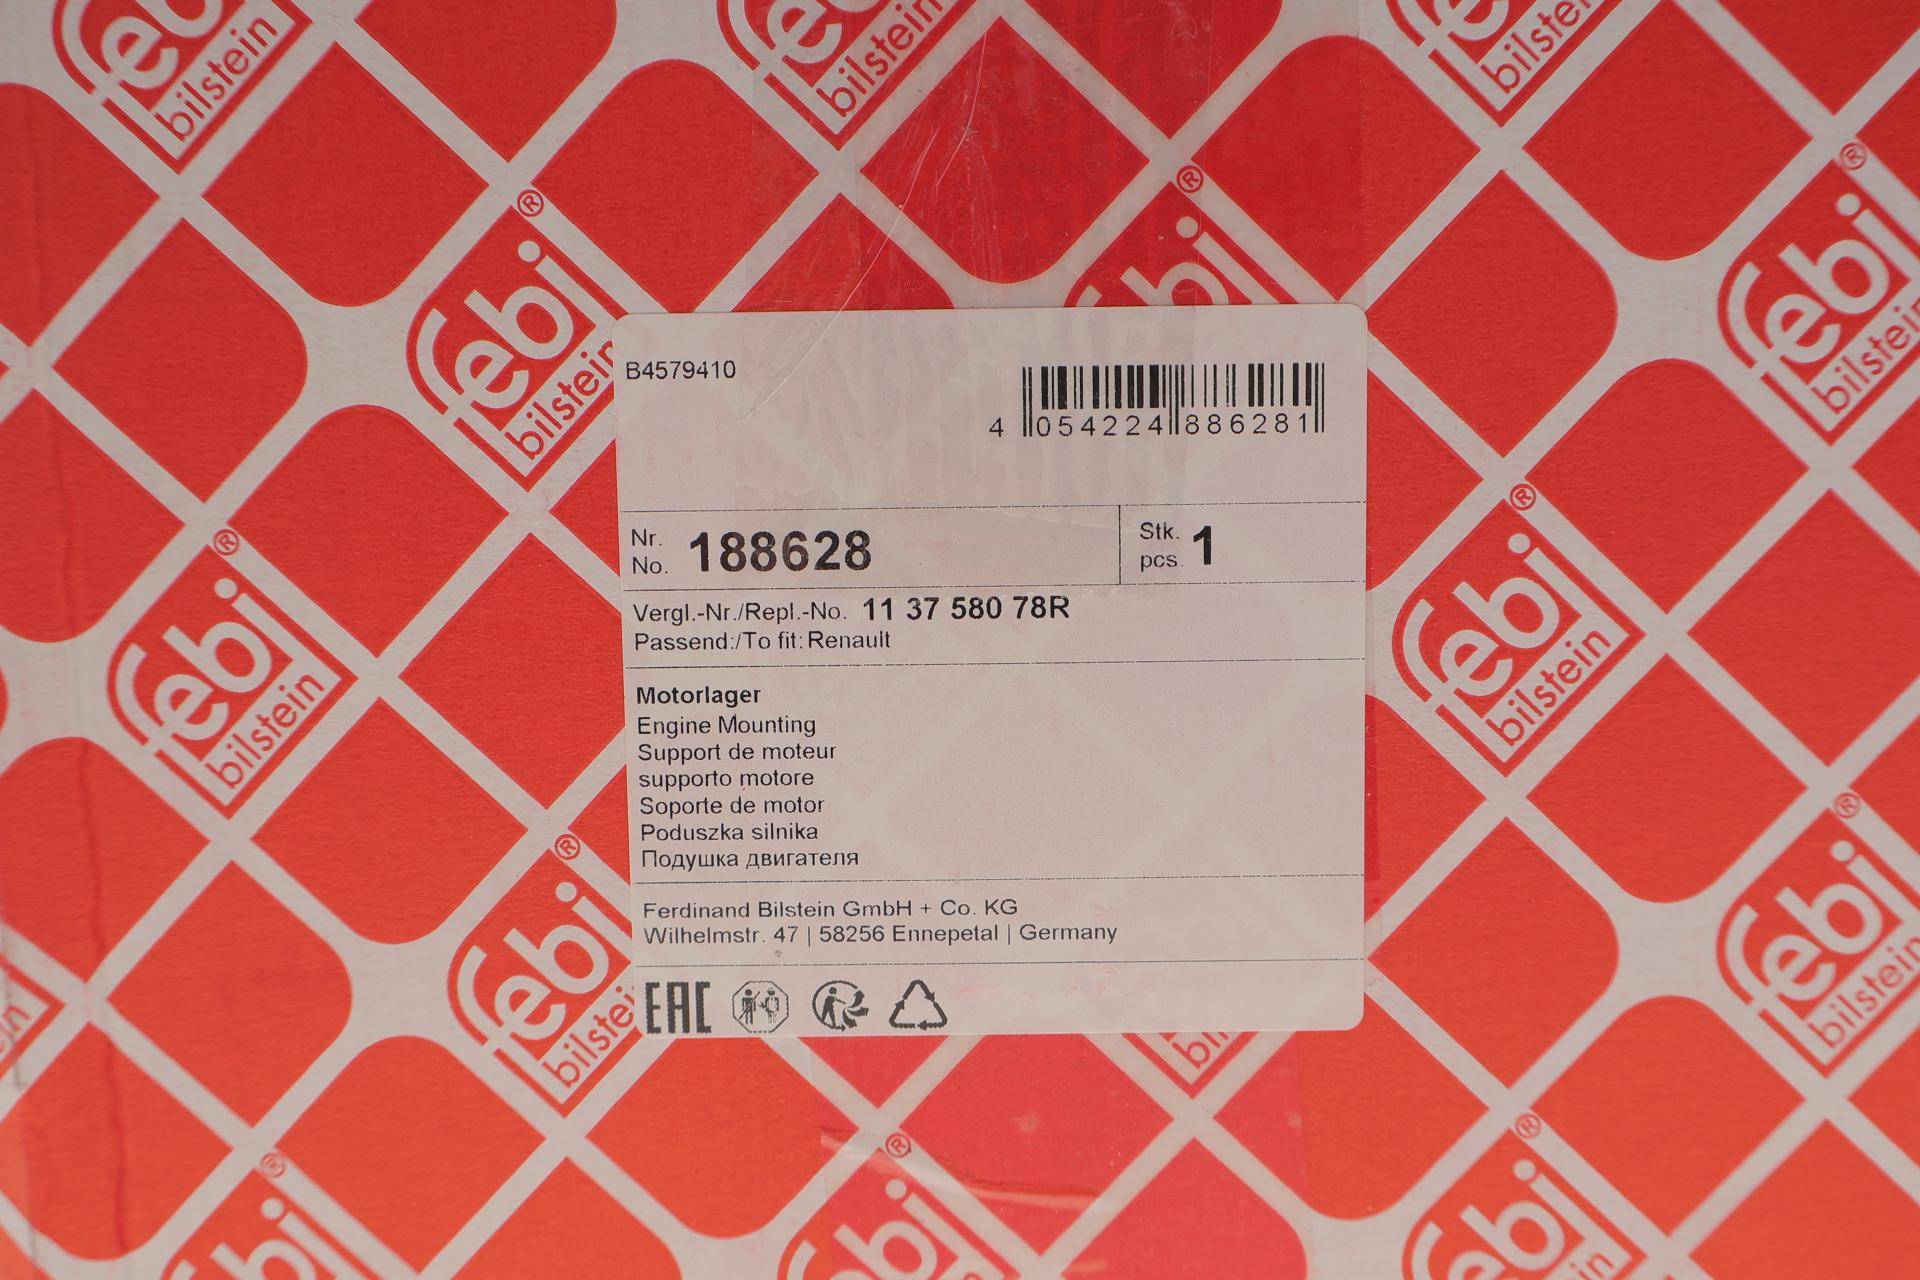 febi
bilstein
B4579410
4 054224 886281
Nr.
No. 188628
Stk.
pcs. 1
Vergl.-Nr./Repl.-No. 11 37 580 78R
Passend:/To fit: Renault
Motorlager
Engine Mounting
Support de moteur
supporto motore
Soporte de motor
Poduszka silnika
Подушка двигателя
Ferdinand Bilstein GmbH + Co. KG
Wilhelmstr. 47 | 58256 Ennepetal | Germany
EAC